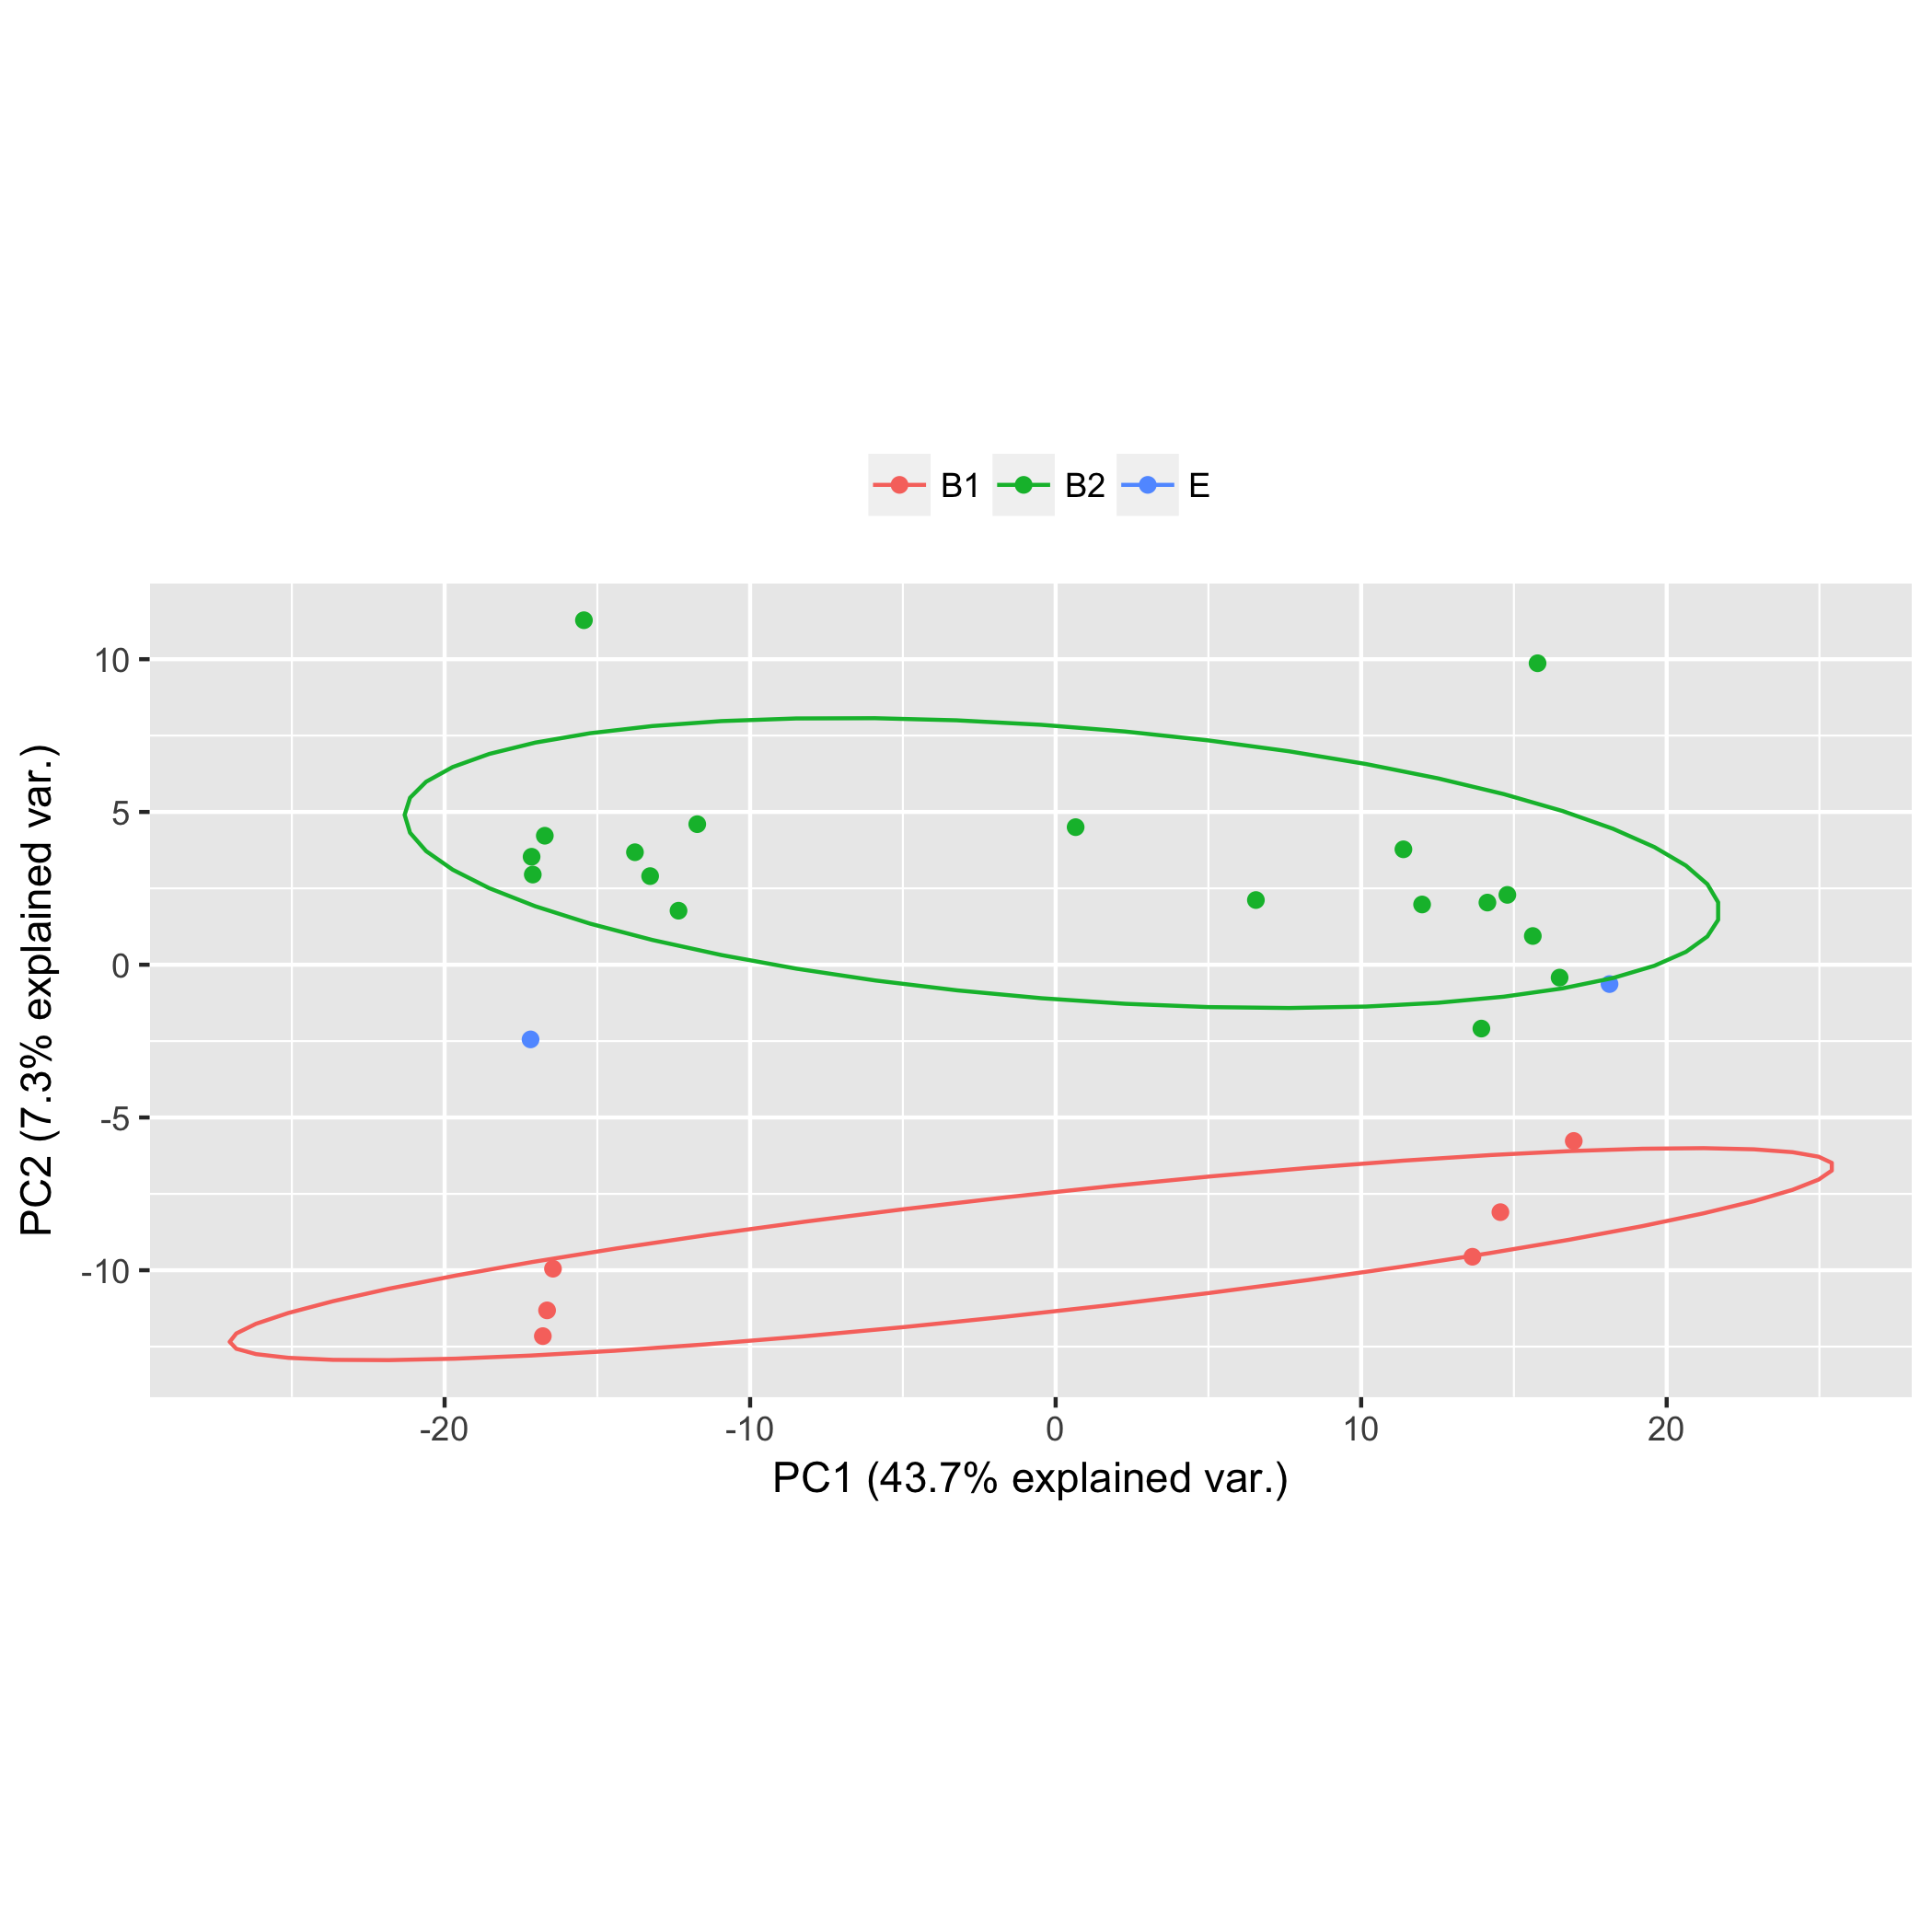 B1 B2 E
10
5
0
-5
-10
PC2 (7.3% explained var.)
-20 -10 0 10 20
PC1 (43.7% explained var.)